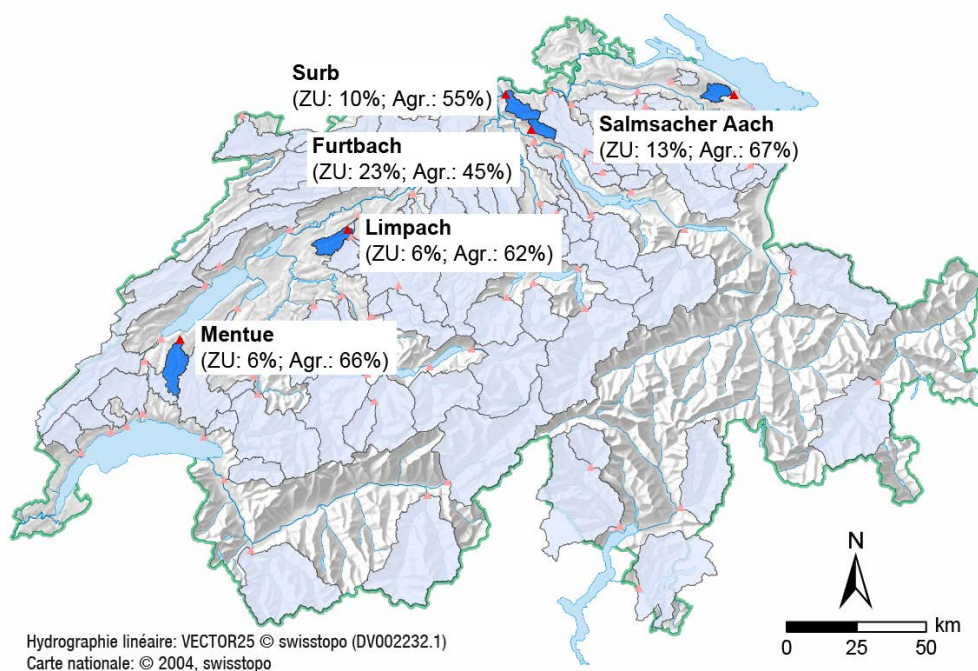 Surb
(ZU: 10%; Agr.: 55%)
Salmsacher Aach
(ZU: 13%; Agr.: 67%)
Furtbach
(ZU: 23%; Agr.: 45%)
Limpach
(ZU: 6%; Agr.: 62%)
Mentue
(ZU: 6%; Agr.: 66%)
N
km
0 25 50
Hydrographie linéaire: VECTOR25 © swisstopo (DV002232.1)
Carte nationale: © 2004, swisstopo